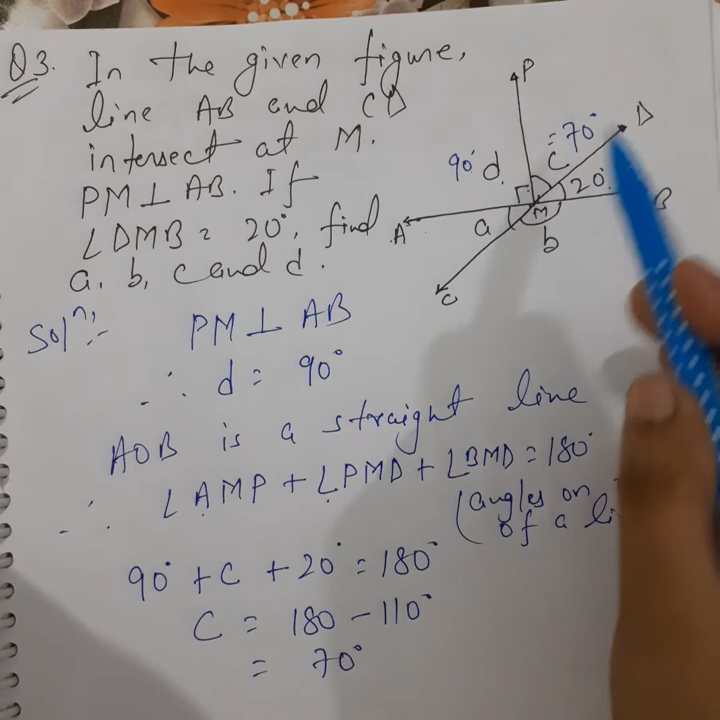 Q3. In the given figure,
line AB and CD
intersect at M.
PM⊥AB. If
∠DMB = 20°, find
a, b, c and d.
P
D
= 70°
C
90° d
20°
B
A
M
a
b
C
Solⁿ:- PM ⊥ AB
∴ d = 90°
AOB is a straight line
∴ ∠AMP + ∠PMD + ∠BMD = 180°
(angles on
of a
90° + C + 20° = 180°
C = 180 - 110°
= 70°